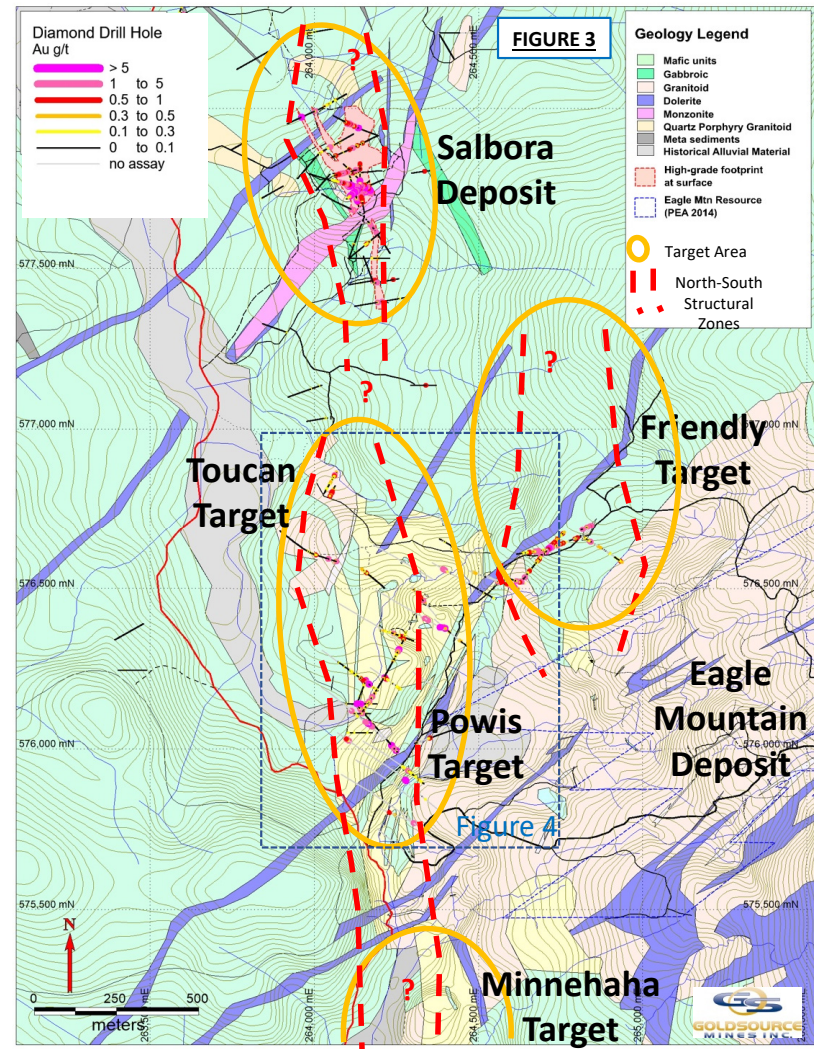 Diamond Drill Hole
Au g/t
> 5
1 to 5
0.5 to 1
0.3 to 0.5
0.1 to 0.3
0 to 0.1
no assay
FIGURE 3
Geology Legend
Mafic units
Gabbroic
Granitoid
Dolerite
Monzonite
Quartz Porphyry Granitoid
Meta sediments
Historical Alluvial Material
High-grade footprint
at surface
Eagle Mtn Resource
(PEA 2014)
Target Area
North-South
Structural
Zones
264,000 mE
264,500 mE
?
Salbora
Deposit
577,500 mN
?
?
577,000 mN
Friendly
Target
Toucan
Target
576,500 mN
576,500 mN
Eagle
Mountain
Deposit
Powis
Target
576,000 mN
576,000 mN
Figure 4
575,500 mN
575,500 mN
N
?
Minnehaha
Target
0 250 500
meters
264,000 mE
264,500 mE
265,000 mE
GOLDSOURCE
MINES INC.